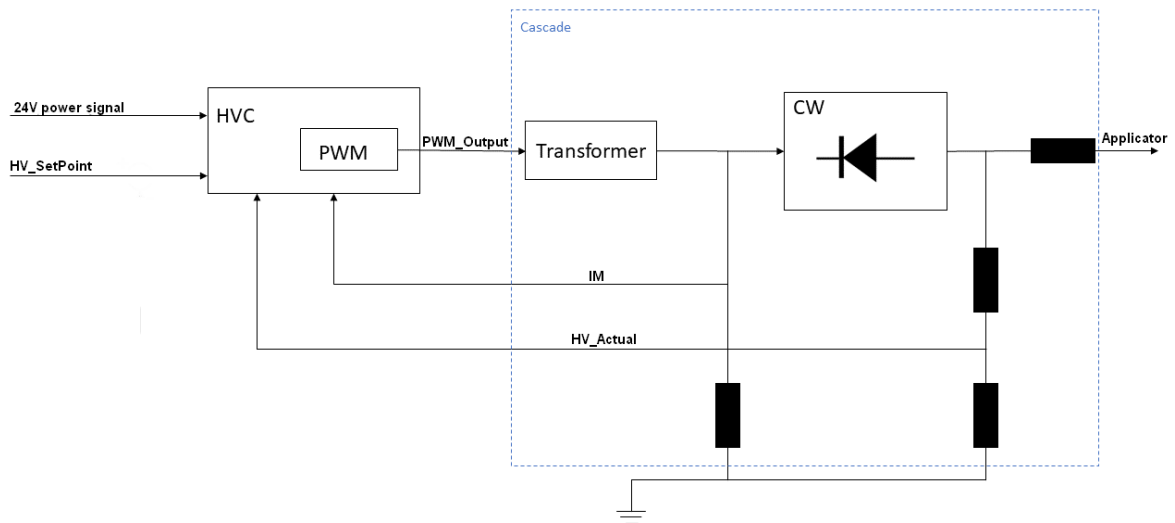 Cascade
24V power signal
HVC
CW
PWM_Output
Applicator
PWM
Transformer
HV_SetPoint
IM
HV_Actual